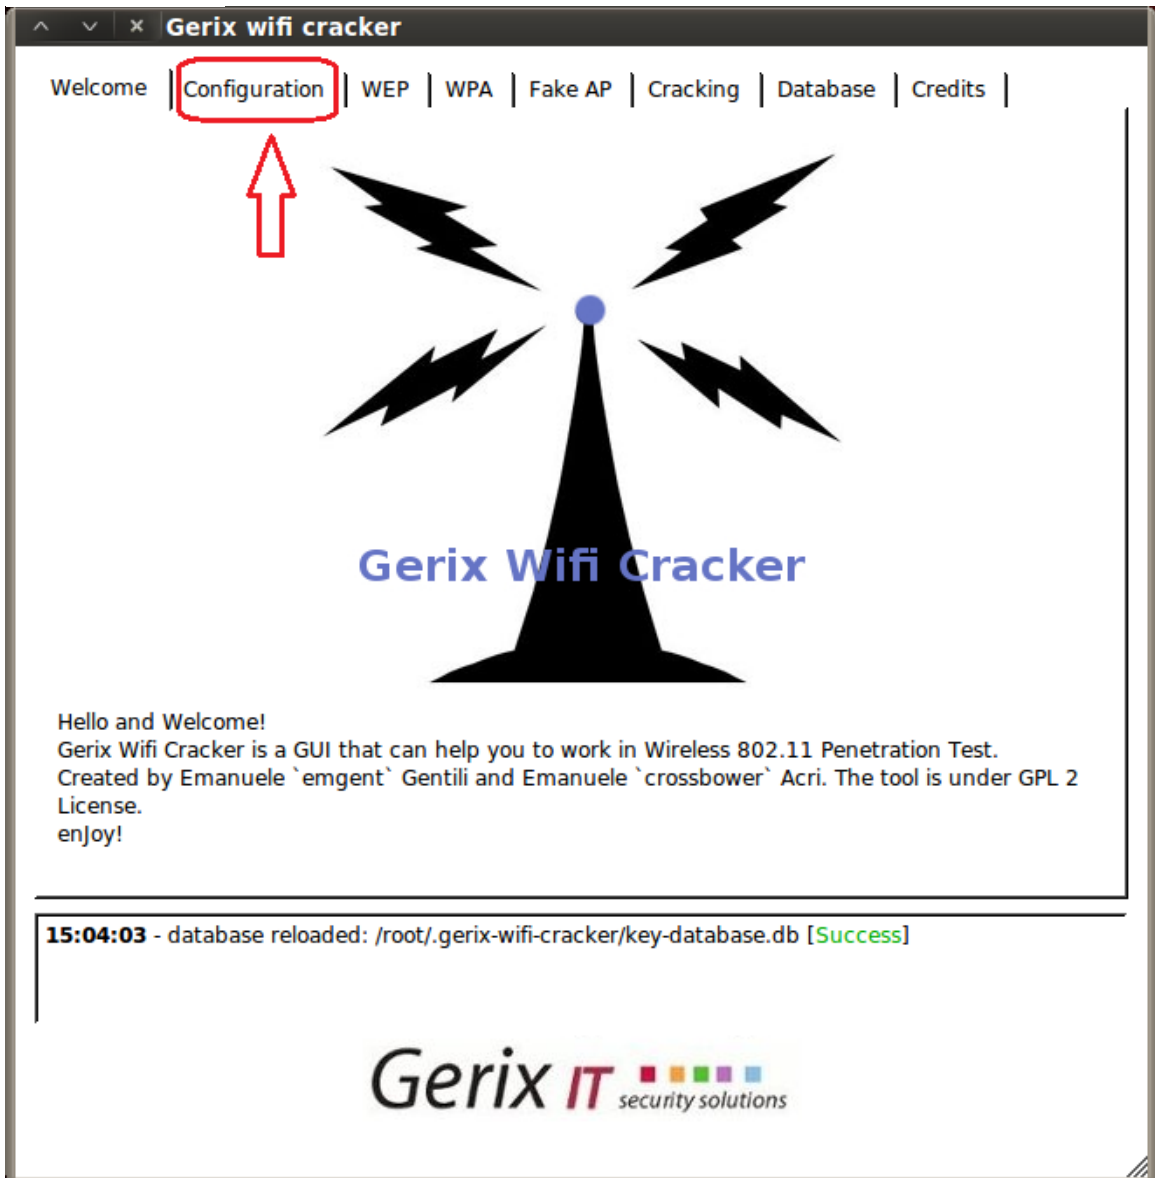 Gerix wifi cracker
Welcome Configuration WEP WPA Fake AP Cracking Database Credits
Gerix Wifi Cracker
Hello and Welcome!
Gerix Wifi Cracker is a GUI that can help you to work in Wireless 802.11 Penetration Test.
Created by Emanuele `emgent` Gentili and Emanuele `crossbower` Acri. The tool is under GPL 2
License.
enJoy!
15:04:03 - database reloaded: /root/.gerix-wifi-cracker/key-database.db [Success]
Gerix IT security solutions